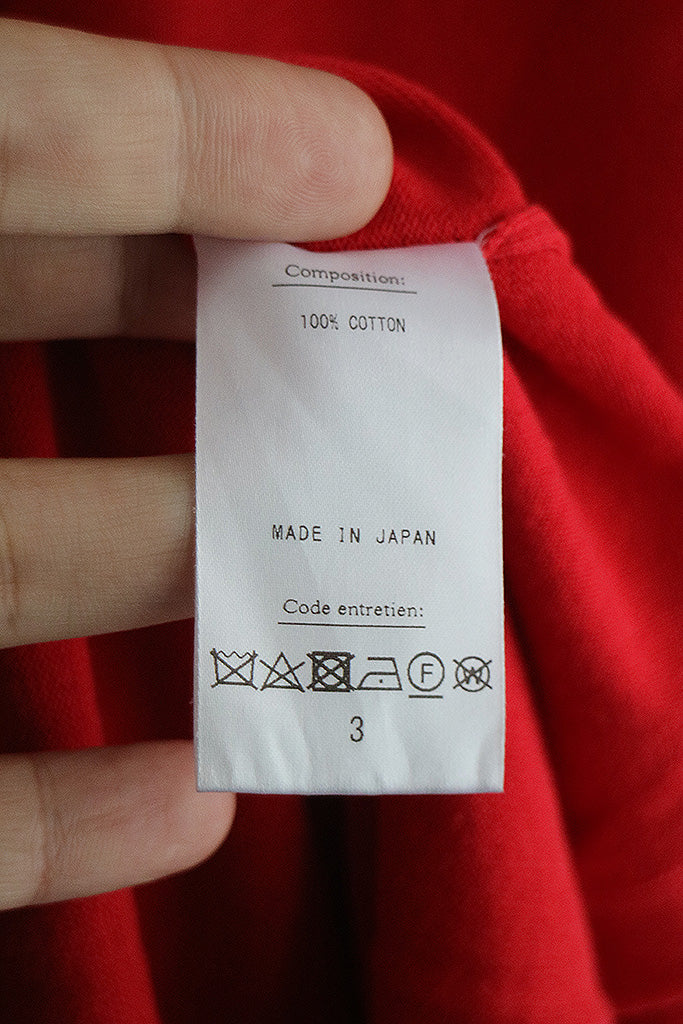 Composition:
100% COTTON
MADE IN JAPAN
Code entretien:
F W
3